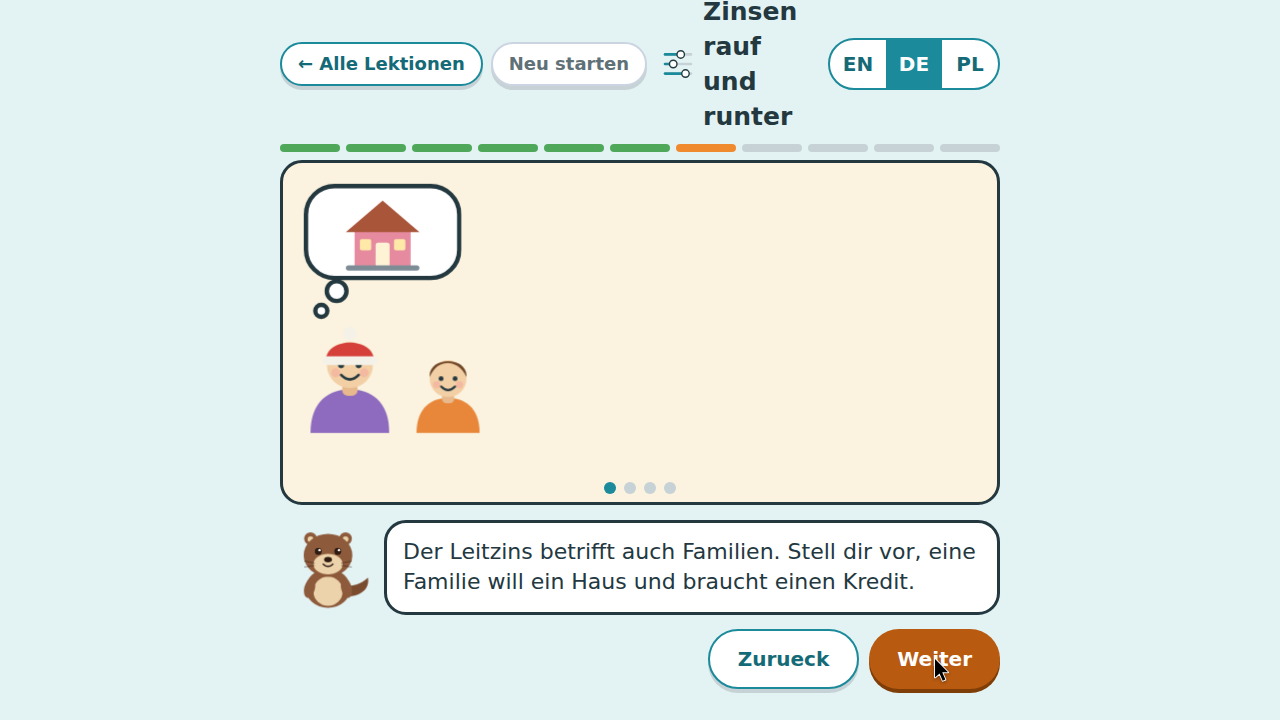 ← Alle Lektionen
Neu starten
Zinsen
rauf
und
runter
EN DE PL
Der Leitzins betrifft auch Familien. Stell dir vor, eine
Familie will ein Haus und braucht einen Kredit.
Zurueck
Weiter